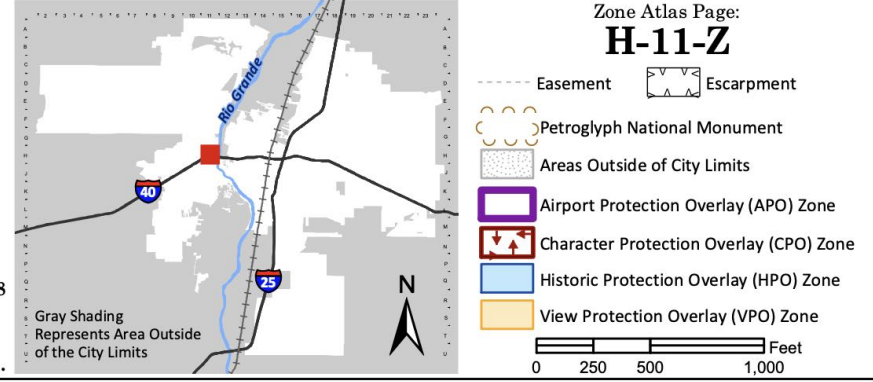 Zone Atlas Page:
H-11-Z
Easement
Escarpment
Petroglyph National Monument
Areas Outside of City Limits
Airport Protection Overlay (APO) Zone
Character Protection Overlay (CPO) Zone
Historic Protection Overlay (HPO) Zone
View Protection Overlay (VPO) Zone
Feet
0 250 500 1,000
Rio Grande
40
25
N
8
Gray Shading
Represents Area Outside
of the City Limits
.